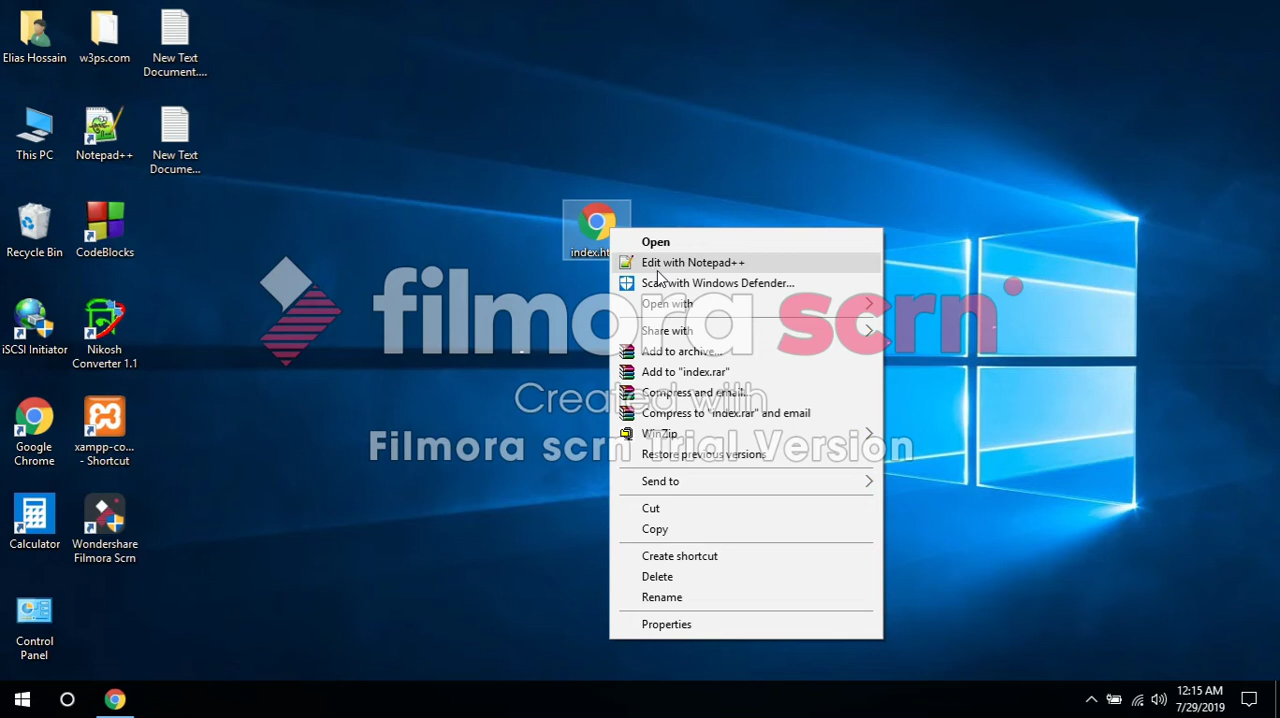 Elias Hossain
w3ps.com
New Text
Document....
This PC
Notepad++
New Text
Docume...
Recycle Bin
CodeBlocks
iSCSI Initiator
Nikosh
Converter 1.1
Google
Chrome
xampp-co...
- Shortcut
Calculator
Wondershare
Filmora Scrn
Control
Panel
index.ht
Open
Edit with Notepad++
Scan with Windows Defender...
Open with
Share with
Add to archive...
Add to "index.rar"
Compress and email...
Compress to "index.rar" and email
WinZip
Restore previous versions
Send to
Cut
Copy
Create shortcut
Delete
Rename
Properties
filmora scrn
Created with
Filmora scrn Trial Version
12:15 AM
7/29/2019